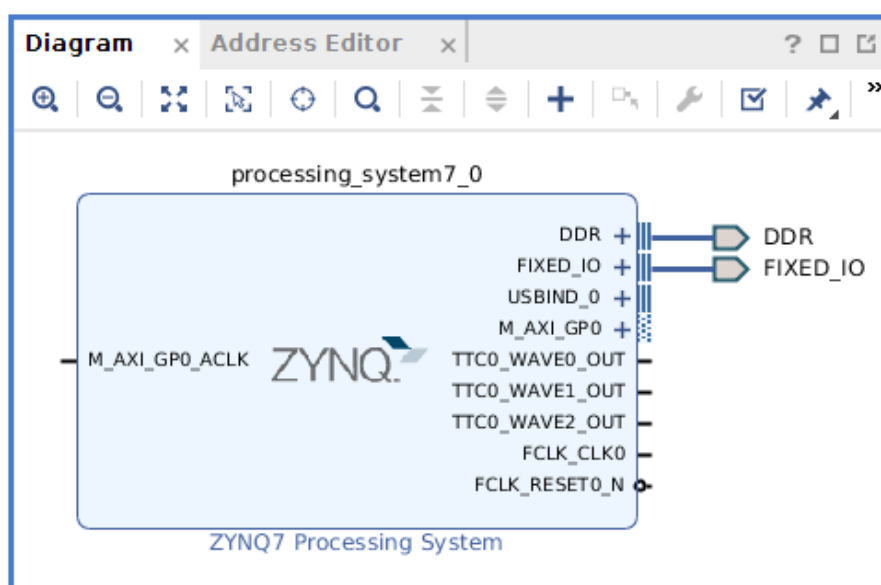 Diagram × Address Editor ×
?
»
processing_system7_0
DDR +
DDR
FIXED_IO +
FIXED_IO
USBIND_0 +
M_AXI_GP0 +
M_AXI_GP0_ACLK
ZYNQ.
TTC0_WAVE0_OUT
TTC0_WAVE1_OUT
TTC0_WAVE2_OUT
FCLK_CLK0
FCLK_RESET0_N
ZYNQ7 Processing System